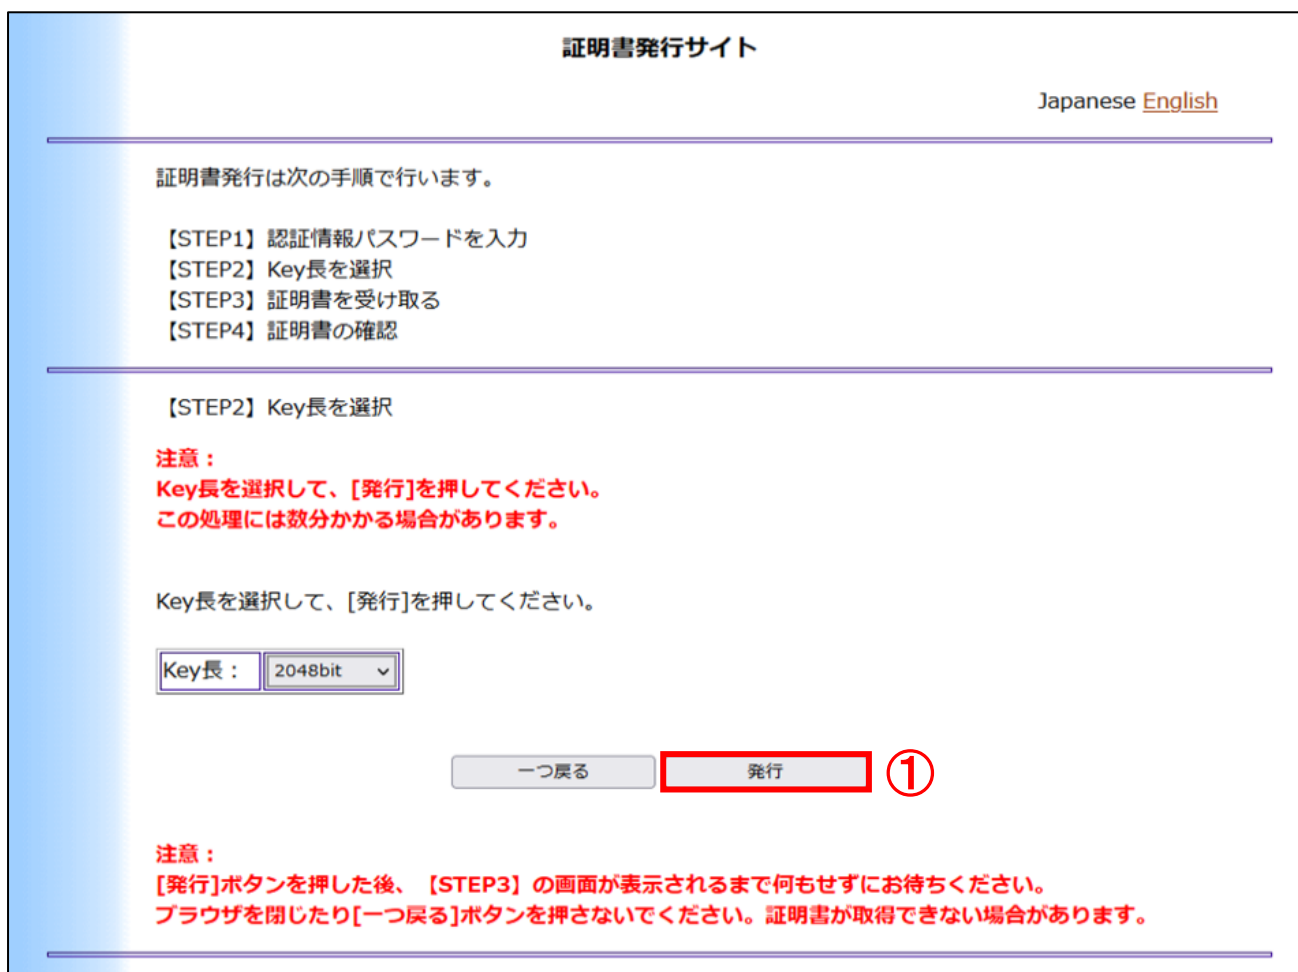 証明書発行サイト
Japanese English
証明書発行は次の手順で行います。
【STEP1】認証情報パスワードを入力
【STEP2】Key長を選択
【STEP3】証明書を受け取る
【STEP4】証明書の確認
【STEP2】Key長を選択
注意：
Key長を選択して、[発行]を押してください。
この処理には数分かかる場合があります。
Key長を選択して、[発行]を押してください。
Key長： 2048bit
一つ戻る 発行 ①
注意：
[発行]ボタンを押した後、【STEP3】の画面が表示されるまで何もせずにお待ちください。
ブラウザを閉じたり[一つ戻る]ボタンを押さないでください。証明書が取得できない場合があります。